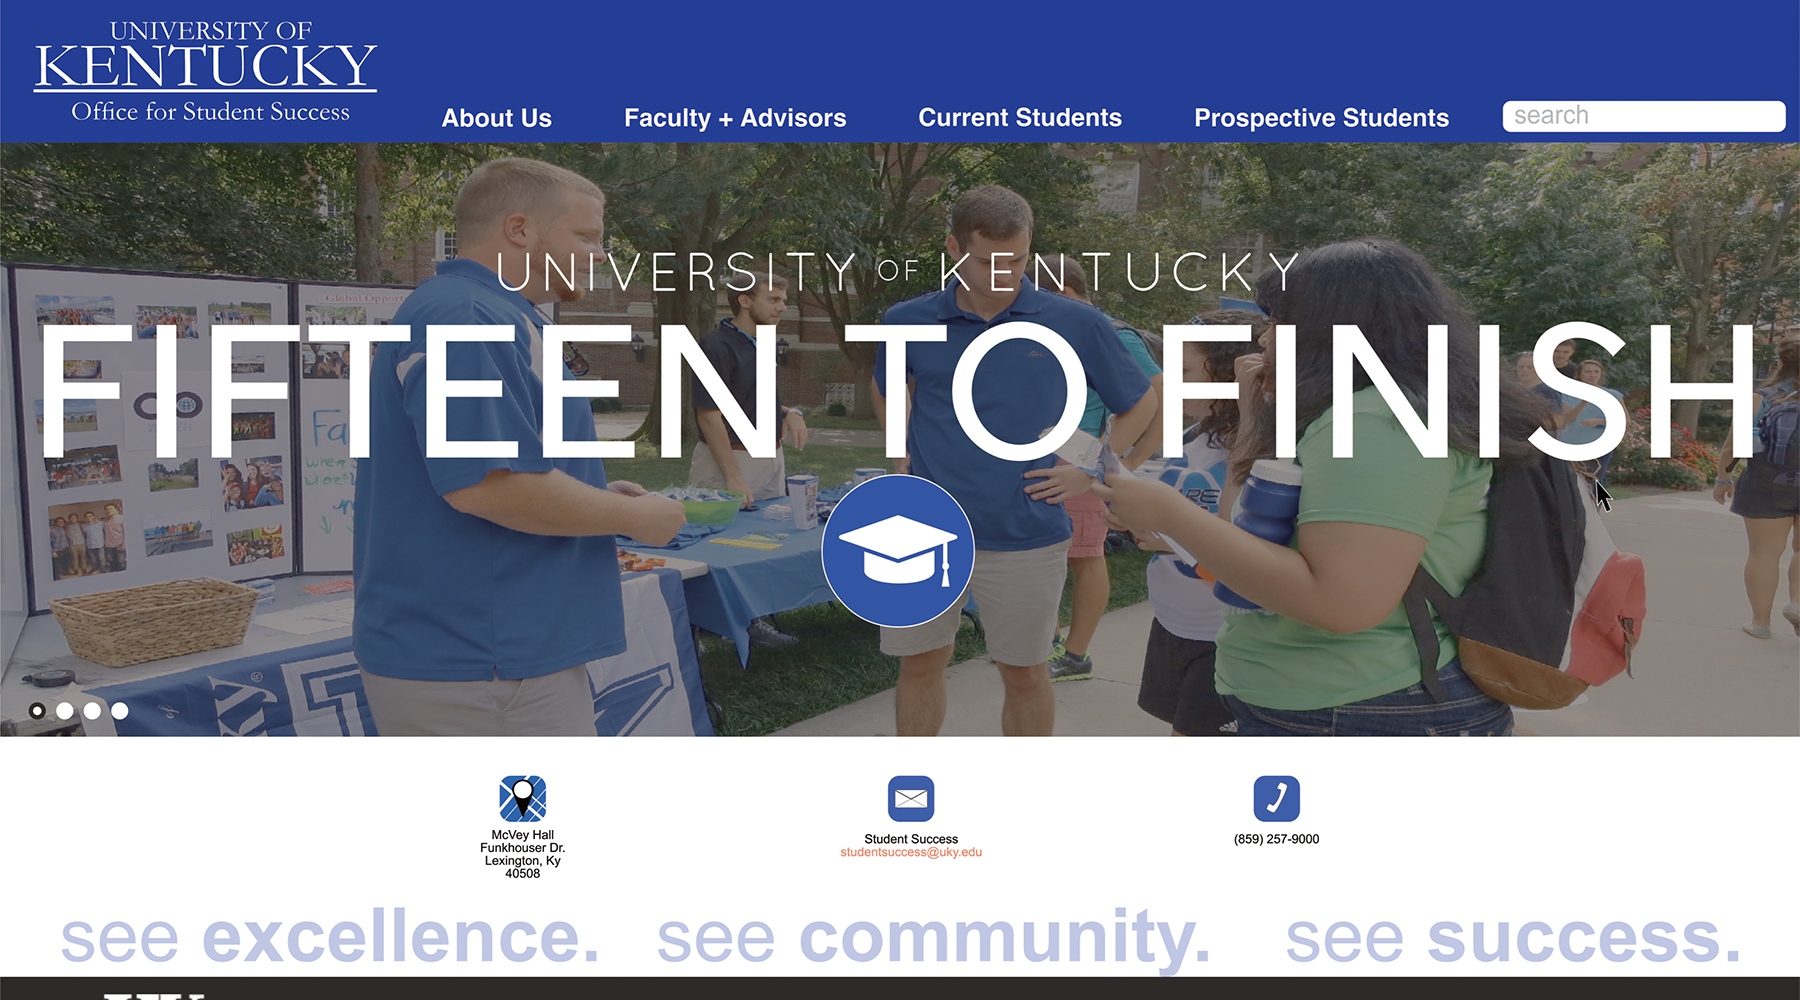 UNIVERSITY OF
KENTUCKY
Office for Student Success
About Us
Faculty + Advisors
Current Students
Prospective Students
search
UNIVERSITY OF KENTUCKY
FIFTEEN TO FINISH
McVey Hall
Funkhouser Dr.
Lexington, Ky
40508
Student Success
studentsuccess@uky.edu
(859) 257-9000
see excellence.
see community.
see success.